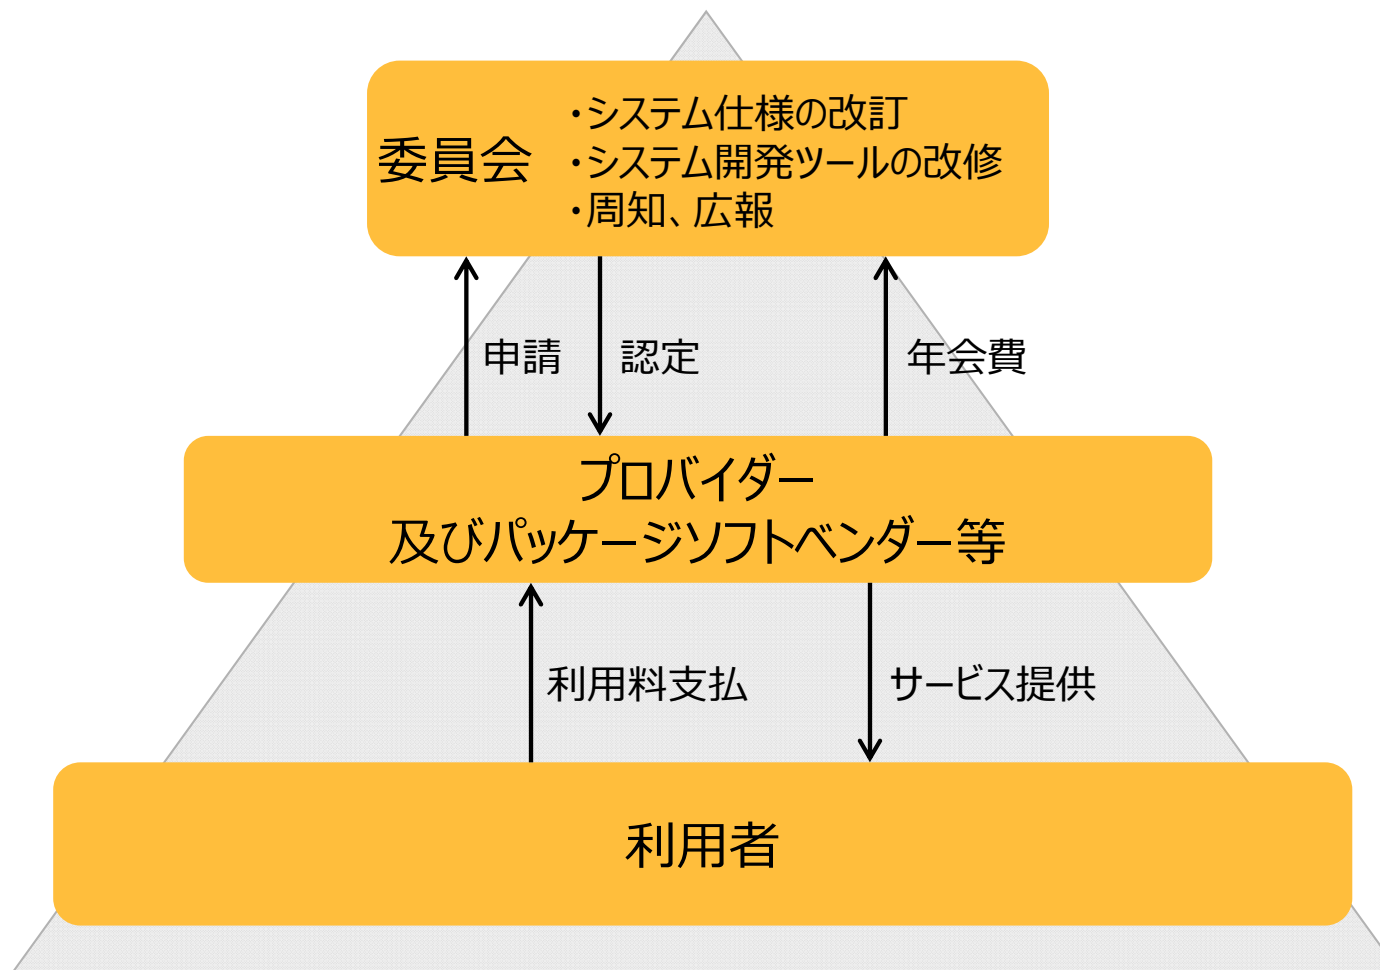 委員会
・システム仕様の改訂
・システム開発ツールの改修
・周知、広報
申請
認定
年会費
プロバイダー
及びパッケージソフトベンダー等
利用料支払
サービス提供
利用者